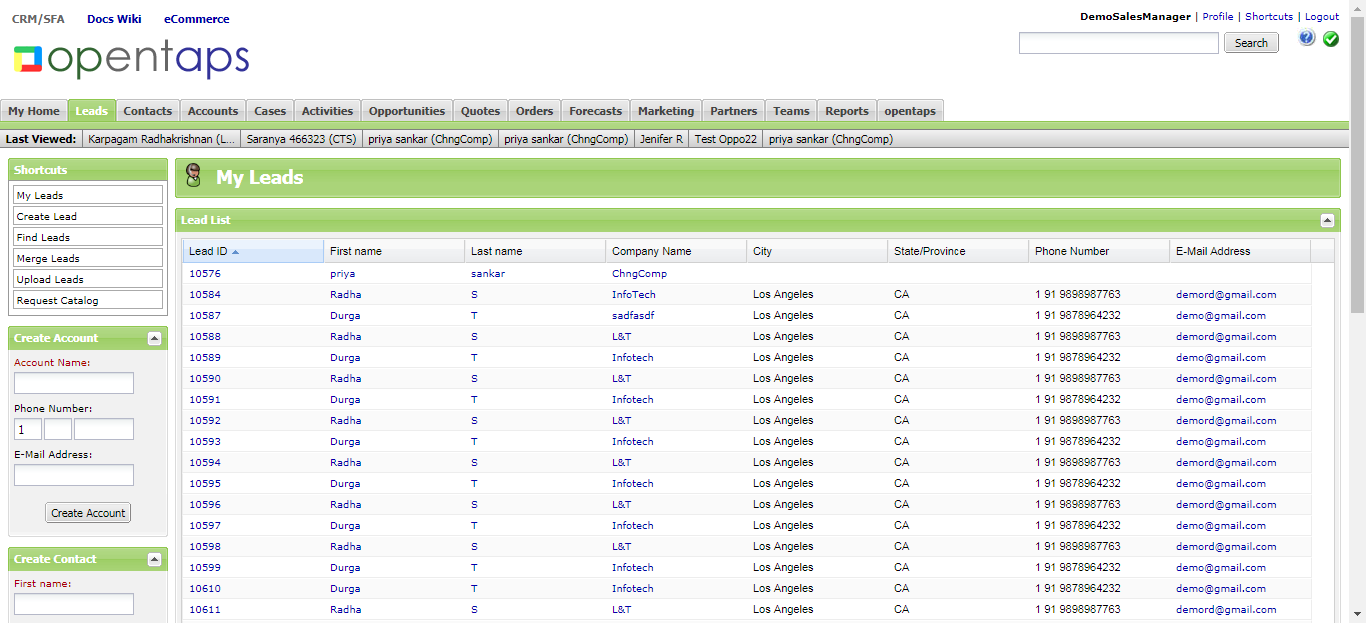 CRM/SFA Docs Wiki eCommerce
DemoSalesManager | Profile | Shortcuts | Logout
opentaps
Search
My Home Leads Contacts Accounts Cases Activities Opportunities Quotes Orders Forecasts Marketing Partners Teams Reports opentaps
Last Viewed: Karpagam Radhakrishnan (L... Saranya 466323 (CTS) priya sankar (ChngComp) priya sankar (ChngComp) Jenifer R Test Oppo22 priya sankar (ChngComp)
Shortcuts
My Leads
Create Lead
Find Leads
Merge Leads
Upload Leads
Request Catalog
Create Account
Account Name:
Phone Number:
1
E-Mail Address:
Create Account
Create Contact
First name:
My Leads
Lead List
Lead ID First name Last name Company Name City State/Province Phone Number E-Mail Address
10576 priya sankar ChngComp
10584 Radha S InfoTech Los Angeles CA 1 91 9898987763 demord@gmail.com
10587 Durga T sadfasdf Los Angeles CA 1 91 9878964232 demo@gmail.com
10588 Radha S L&T Los Angeles CA 1 91 9898987763 demord@gmail.com
10589 Durga T Infotech Los Angeles CA 1 91 9878964232 demo@gmail.com
10590 Radha S L&T Los Angeles CA 1 91 9898987763 demord@gmail.com
10591 Durga T Infotech Los Angeles CA 1 91 9878964232 demo@gmail.com
10592 Radha S L&T Los Angeles CA 1 91 9898987763 demord@gmail.com
10593 Durga T Infotech Los Angeles CA 1 91 9878964232 demo@gmail.com
10594 Radha S L&T Los Angeles CA 1 91 9898987763 demord@gmail.com
10595 Durga T Infotech Los Angeles CA 1 91 9878964232 demo@gmail.com
10596 Radha S L&T Los Angeles CA 1 91 9898987763 demord@gmail.com
10597 Durga T Infotech Los Angeles CA 1 91 9878964232 demo@gmail.com
10598 Radha S L&T Los Angeles CA 1 91 9898987763 demord@gmail.com
10599 Durga T Infotech Los Angeles CA 1 91 9878964232 demo@gmail.com
10610 Durga T Infotech Los Angeles CA 1 91 9878964232 demo@gmail.com
10611 Radha S L&T Los Angeles CA 1 91 9898987763 demord@gmail.com